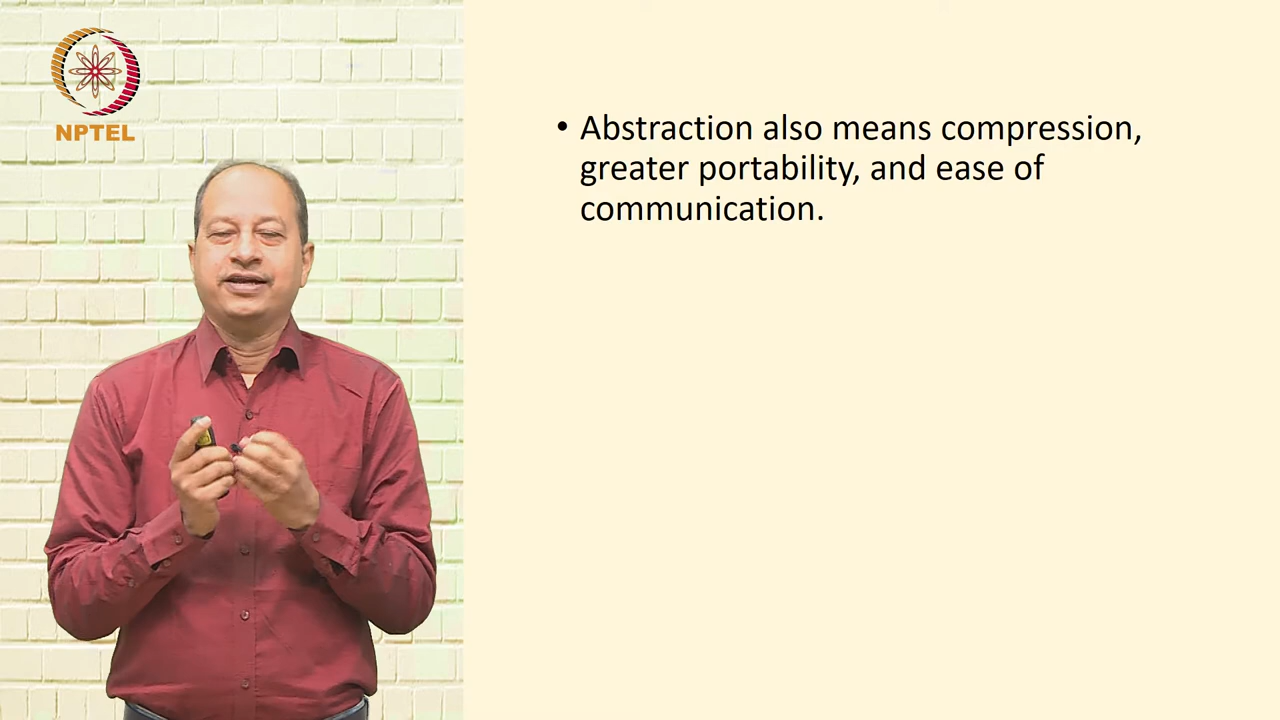 NPTEL
• Abstraction also means compression,
greater portability, and ease of
communication.